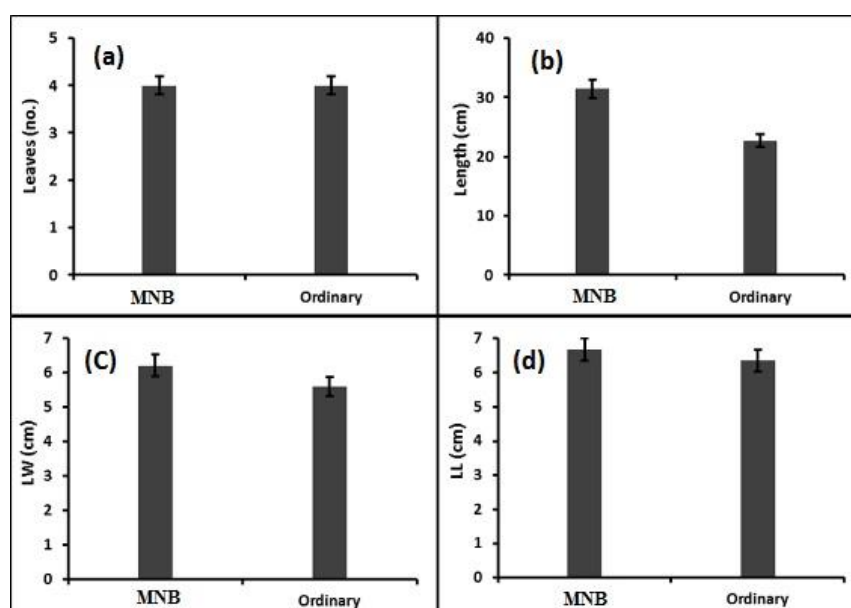 (a)
Leaves (no.)
5
4
3
2
1
0
MNB Ordinary
(b)
Length (cm)
40
30
20
10
0
MNB Ordinary
(C)
LW (cm)
7
6
5
4
3
2
1
0
MNB Ordinary
(d)
LL (cm)
7
6
5
4
3
2
1
0
MNB Ordinary